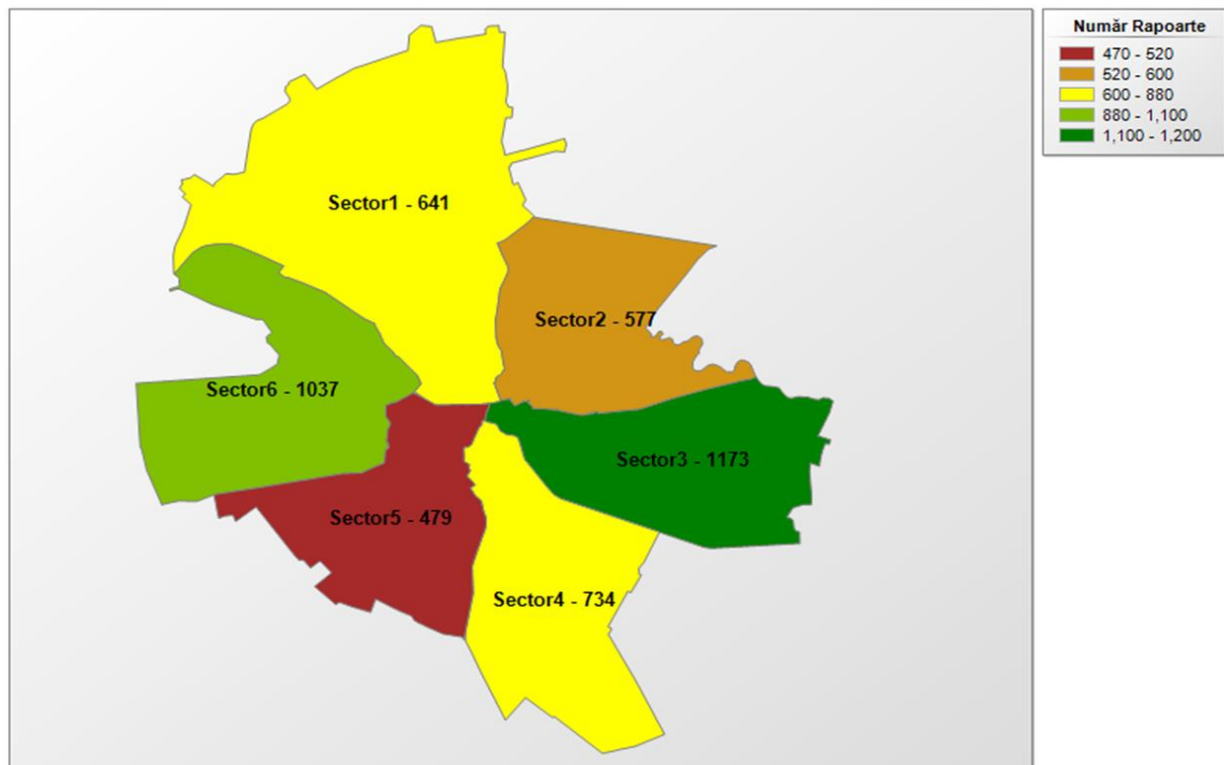 Număr Rapoarte
470 - 520
520 - 600
600 - 880
880 - 1,100
1,100 - 1,200
Sector1 - 641
Sector2 - 577
Sector6 - 1037
Sector3 - 1173
Sector5 - 479
Sector4 - 734